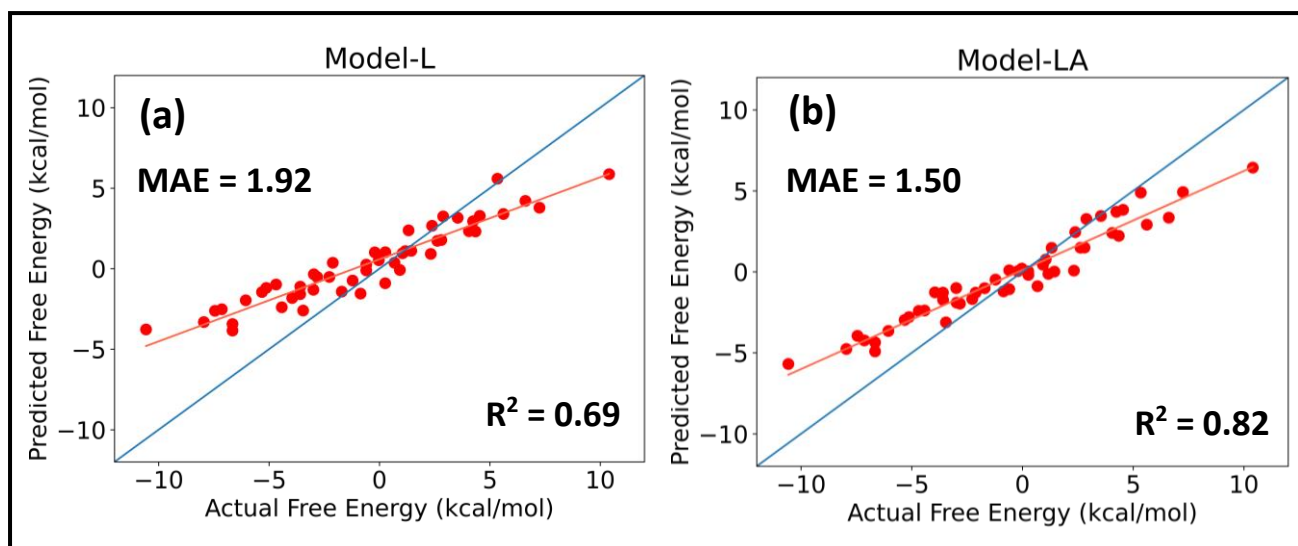 Model-L
(a)
MAE = 1.92
R² = 0.69
10
5
0
−5
−10
Predicted Free Energy (kcal/mol)
−10
−5
0
5
10
Actual Free Energy (kcal/mol)
Model-LA
(b)
MAE = 1.50
R² = 0.82
10
5
0
−5
−10
Predicted Free Energy (kcal/mol)
−10
−5
0
5
10
Actual Free Energy (kcal/mol)